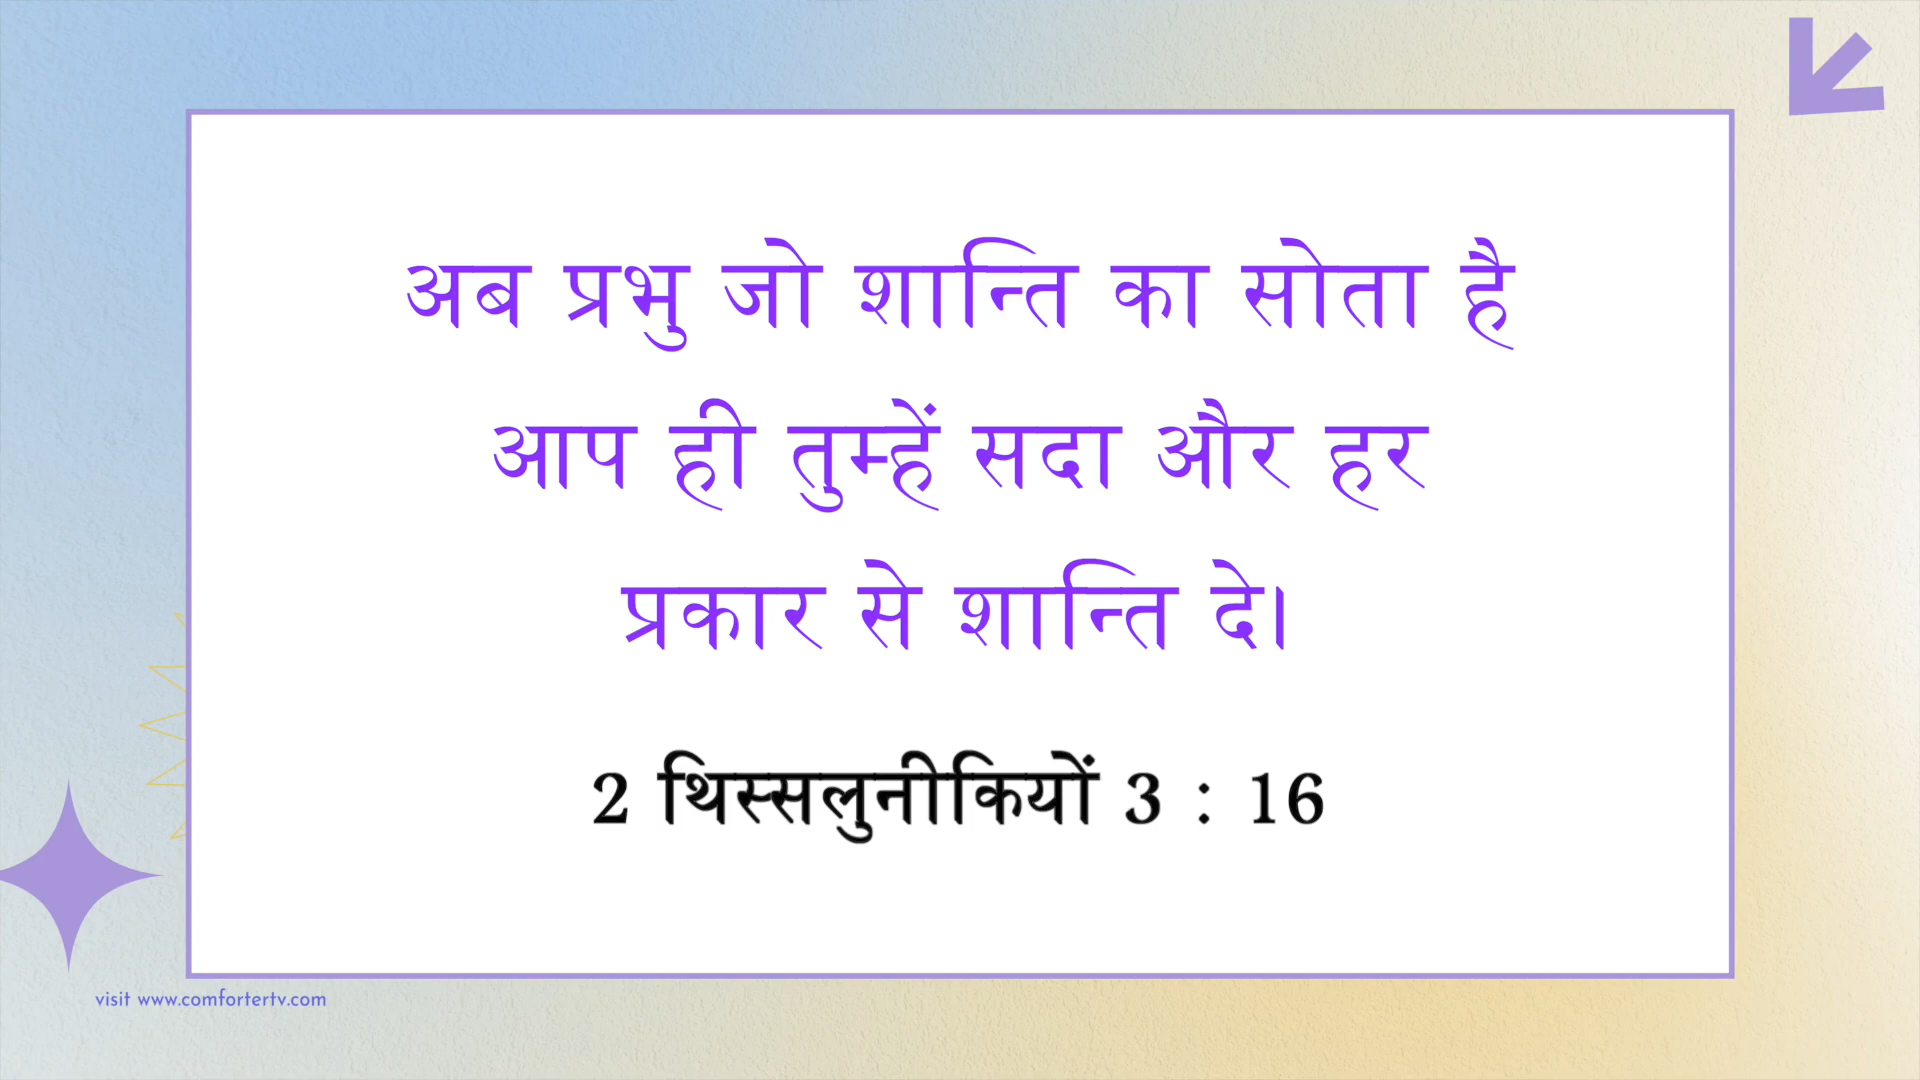 अब प्रभु जो शान्ति का सोता है
आप ही तुम्हें सदा और हर
प्रकार से शान्ति दे।
2 थिस्सलुनीकियों 3 : 16
visit www.comfortertv.com